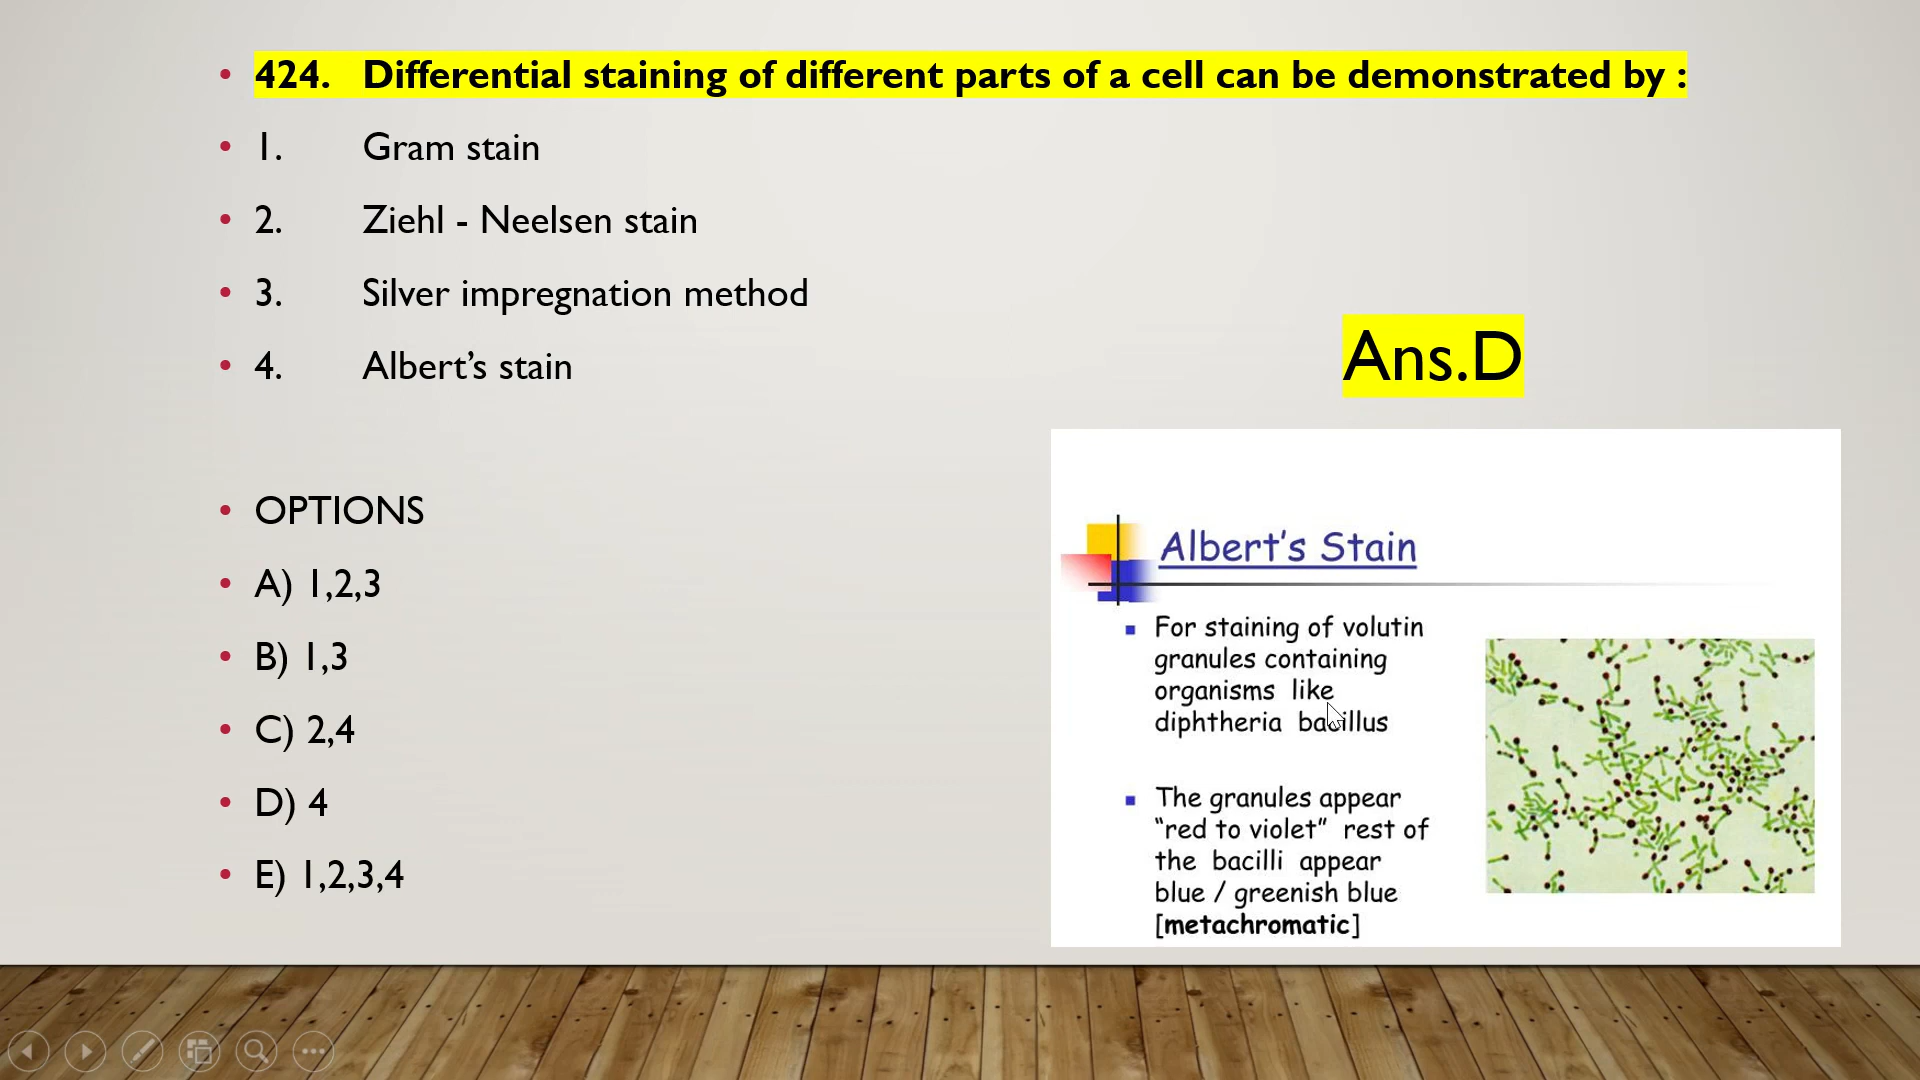 424. Differential staining of different parts of a cell can be demonstrated by :
1. Gram stain
2. Ziehl - Neelsen stain
3. Silver impregnation method
4. Albert’s stain
OPTIONS
A) 1,2,3
B) 1,3
C) 2,4
D) 4
E) 1,2,3,4
Ans.D
Albert’s Stain
For staining of volutin
granules containing
organisms like
diphtheria bacillus
The granules appear
“red to violet” rest of
the bacilli appear
blue / greenish blue
[metachromatic]